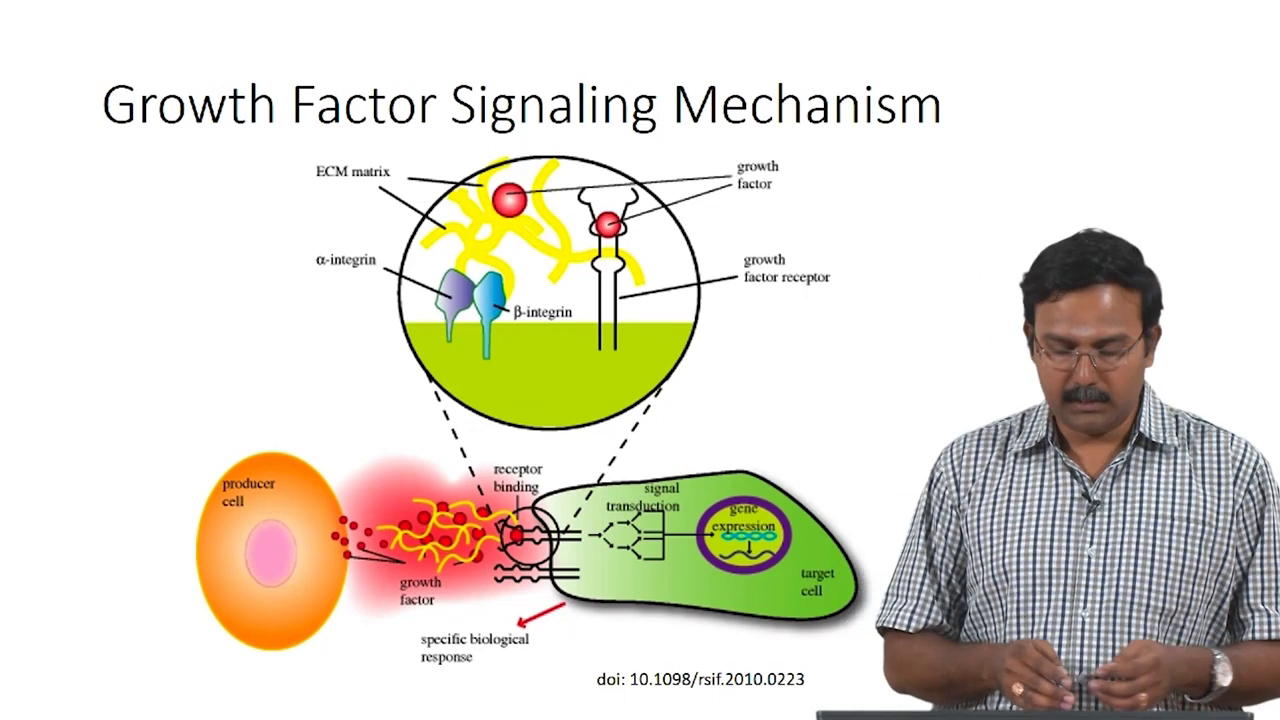 Growth Factor Signaling Mechanism
ECM matrix
growth
factor
α-integrin
growth
factor receptor
β-integrin
receptor
binding
producer
cell
signal
transduction
gene
expression
growth
factor
target
cell
specific biological
response
doi: 10.1098/rsif.2010.0223